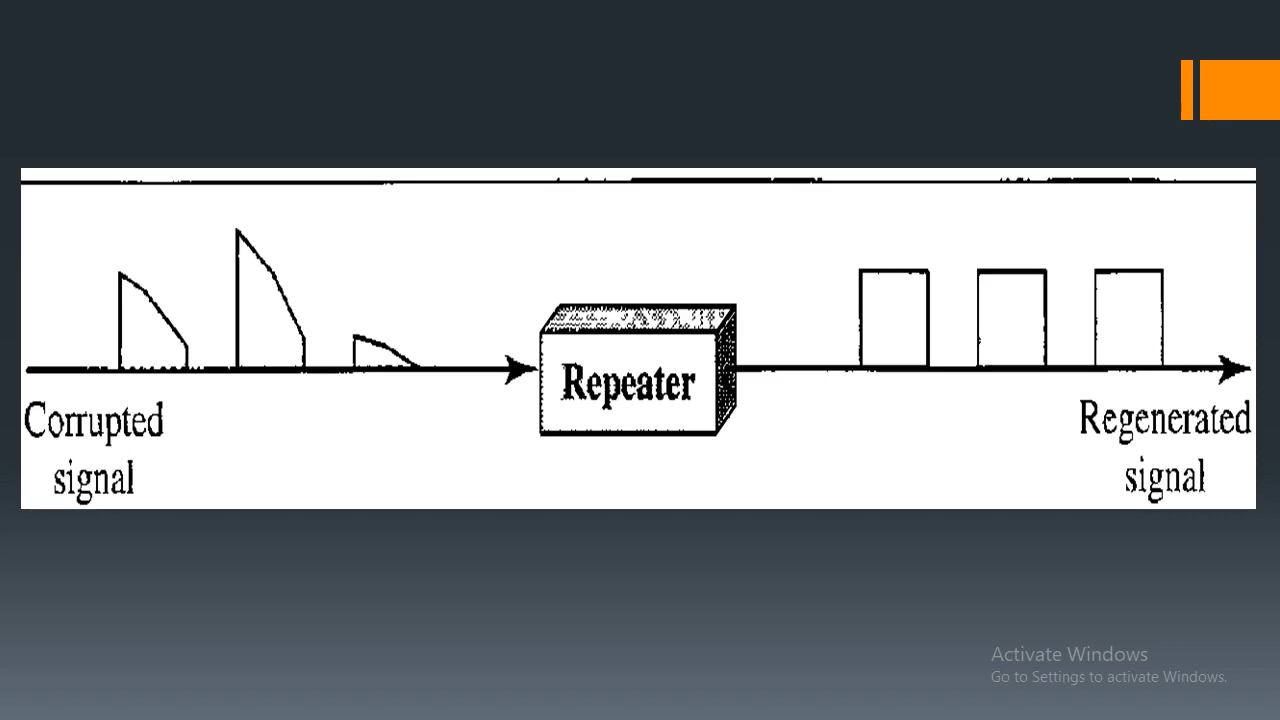 Repeater
Corrupted
signal
Regenerated
signal
Activate Windows
Go to Settings to activate Windows.